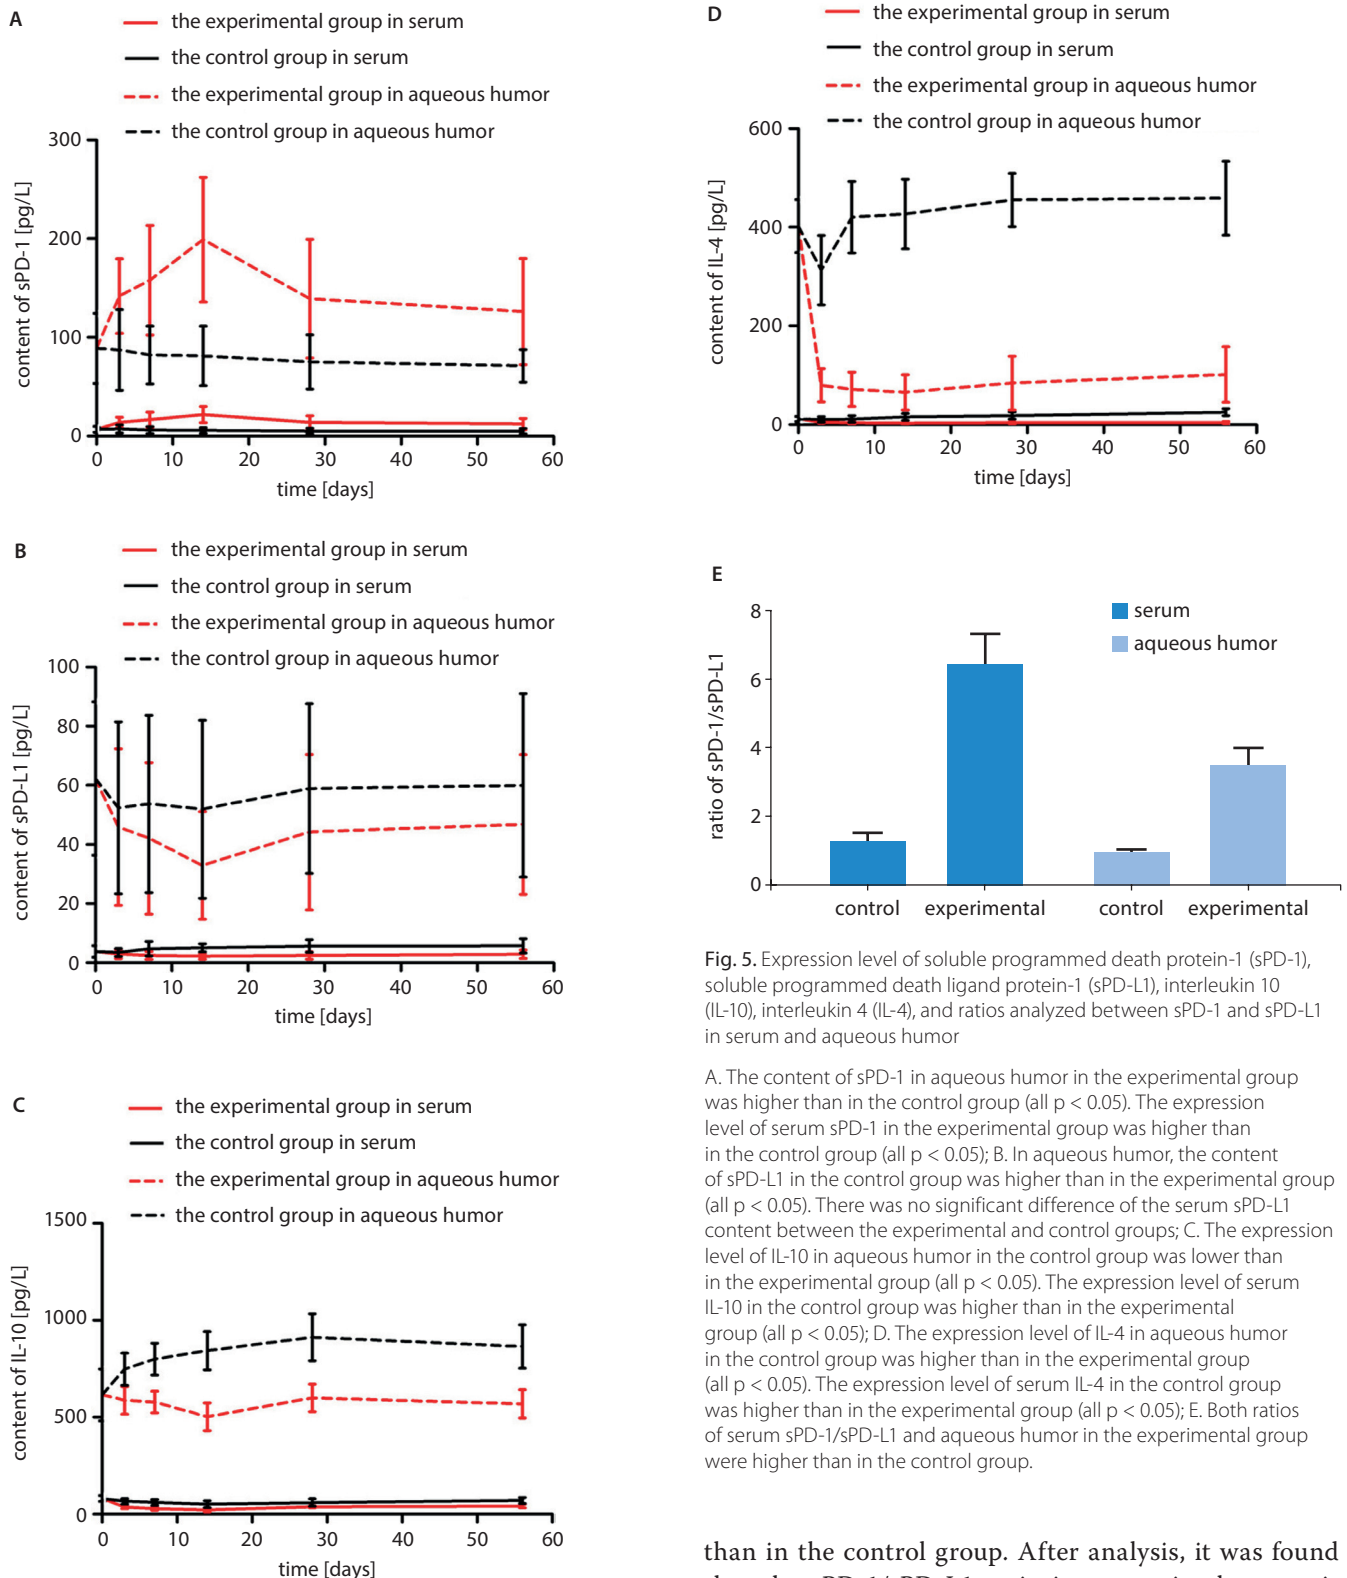 A
the experimental group in serum
the control group in serum
the experimental group in aqueous humor
the control group in aqueous humor
content of sPD-1 [pg/L]
300
200
100
0
0 10 20 30 40 50 60
time [days]
B
the experimental group in serum
the control group in serum
the experimental group in aqueous humor
the control group in aqueous humor
content of sPD-L1 [pg/L]
100
80
60
40
20
0
0 10 20 30 40 50 60
time [days]
C
the experimental group in serum
the control group in serum
the experimental group in aqueous humor
the control group in aqueous humor
content of IL-10 [pg/L]
1500
1000
500
0
0 10 20 30 40 50 60
time [days]
D
the experimental group in serum
the control group in serum
the experimental group in aqueous humor
the control group in aqueous humor
content of IL-4 [pg/L]
600
400
200
0
0 10 20 30 40 50 60
time [days]
E
serum
aqueous humor
ratio of sPD-1/sPD-L1
8
6
4
2
0
control experimental control experimental
Fig. 5. Expression level of soluble programmed death protein-1 (sPD-1),
soluble programmed death ligand protein-1 (sPD-L1), interleukin 10
(IL-10), interleukin 4 (IL-4), and ratios analyzed between sPD-1 and sPD-L1
in serum and aqueous humor
A. The content of sPD-1 in aqueous humor in the experimental group
was higher than in the control group (all p < 0.05). The expression
level of serum sPD-1 in the experimental group was higher than
in the control group (all p < 0.05); B. In aqueous humor, the content
of sPD-L1 in the control group was higher than in the experimental group
(all p < 0.05). There was no significant difference of the serum sPD-L1
content between the experimental and control groups; C. The expression
level of IL-10 in aqueous humor in the control group was lower than
in the experimental group (all p < 0.05). The expression level of serum
IL-10 in the control group was higher than in the experimental
group (all p < 0.05); D. The expression level of IL-4 in aqueous humor
in the control group was higher than in the experimental group
(all p < 0.05). The expression level of serum IL-4 in the control group
was higher than in the experimental group (all p < 0.05); E. Both ratios
of serum sPD-1/sPD-L1 and aqueous humor in the experimental group
were higher than in the control group.
than in the control group. After analysis, it was found